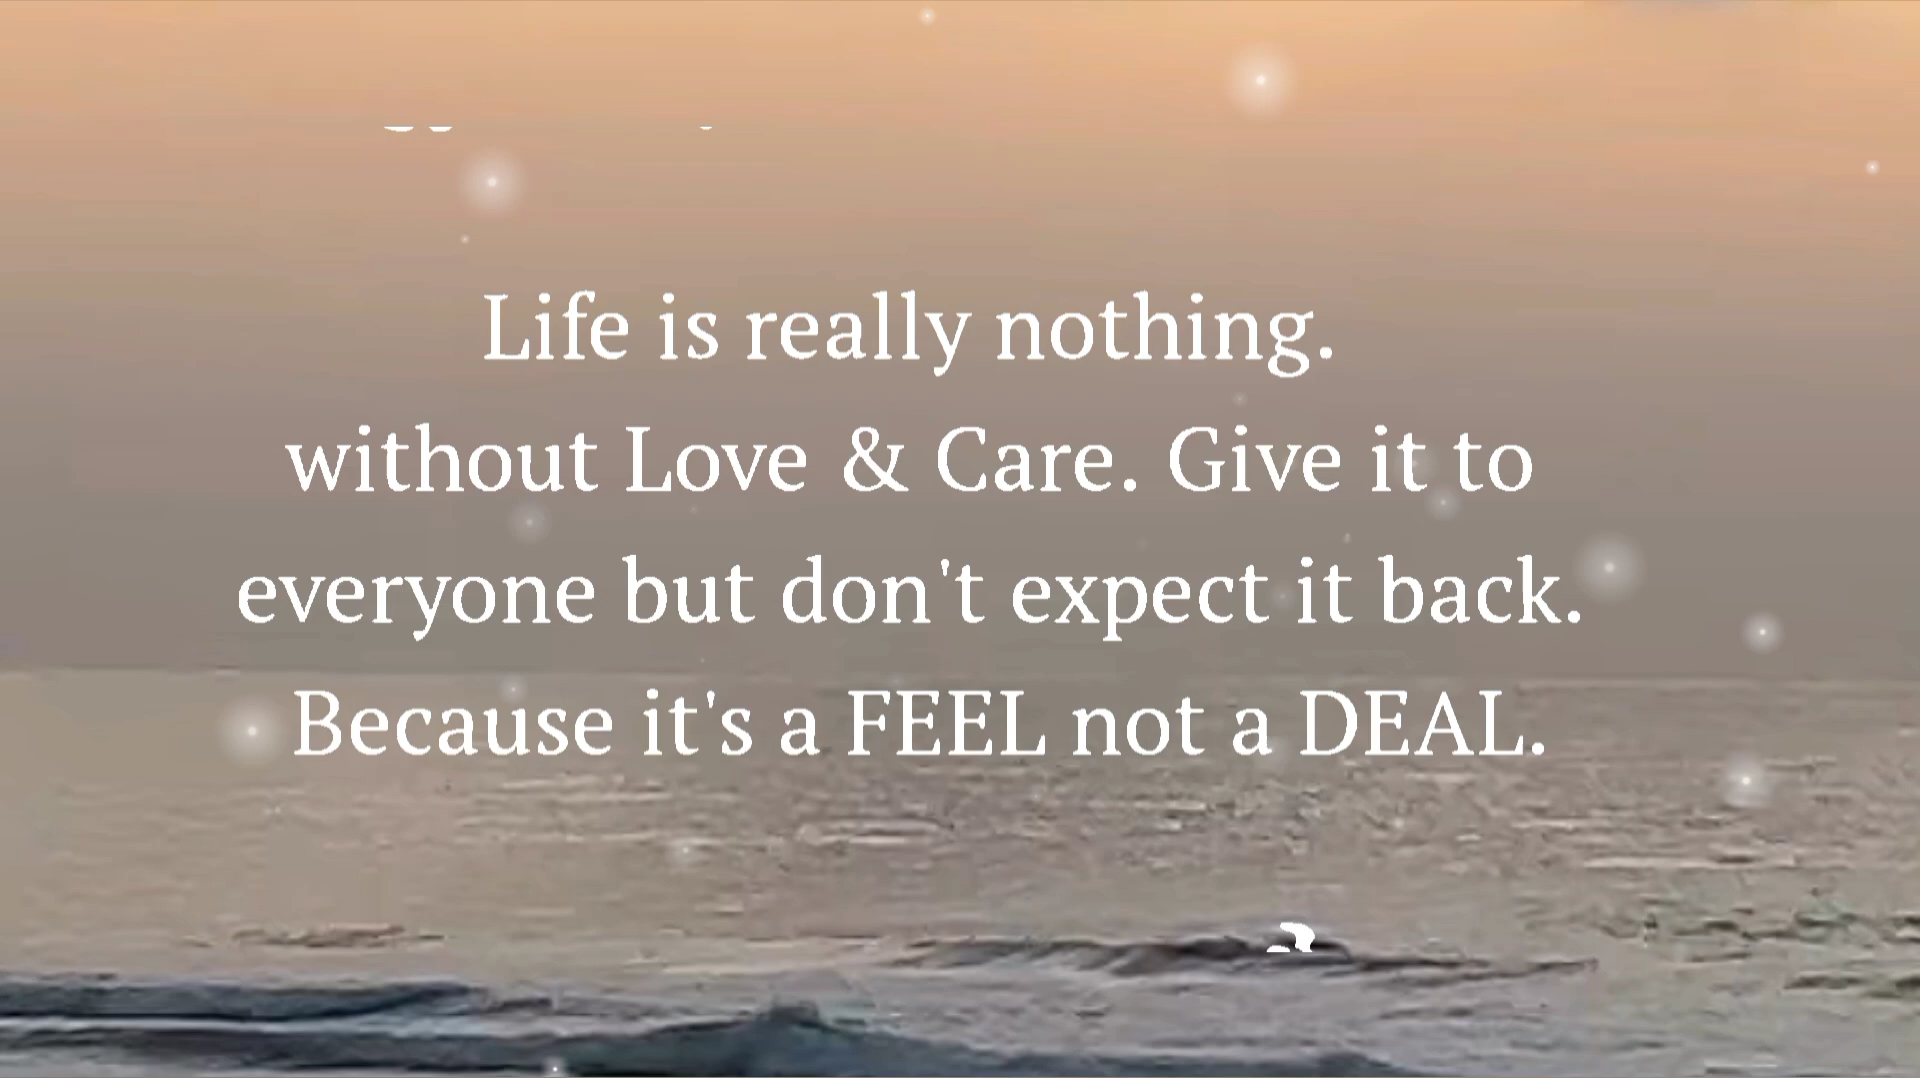 Life is really nothing.
without Love & Care. Give it to
everyone but don't expect it back.
Because it's a FEEL not a DEAL.